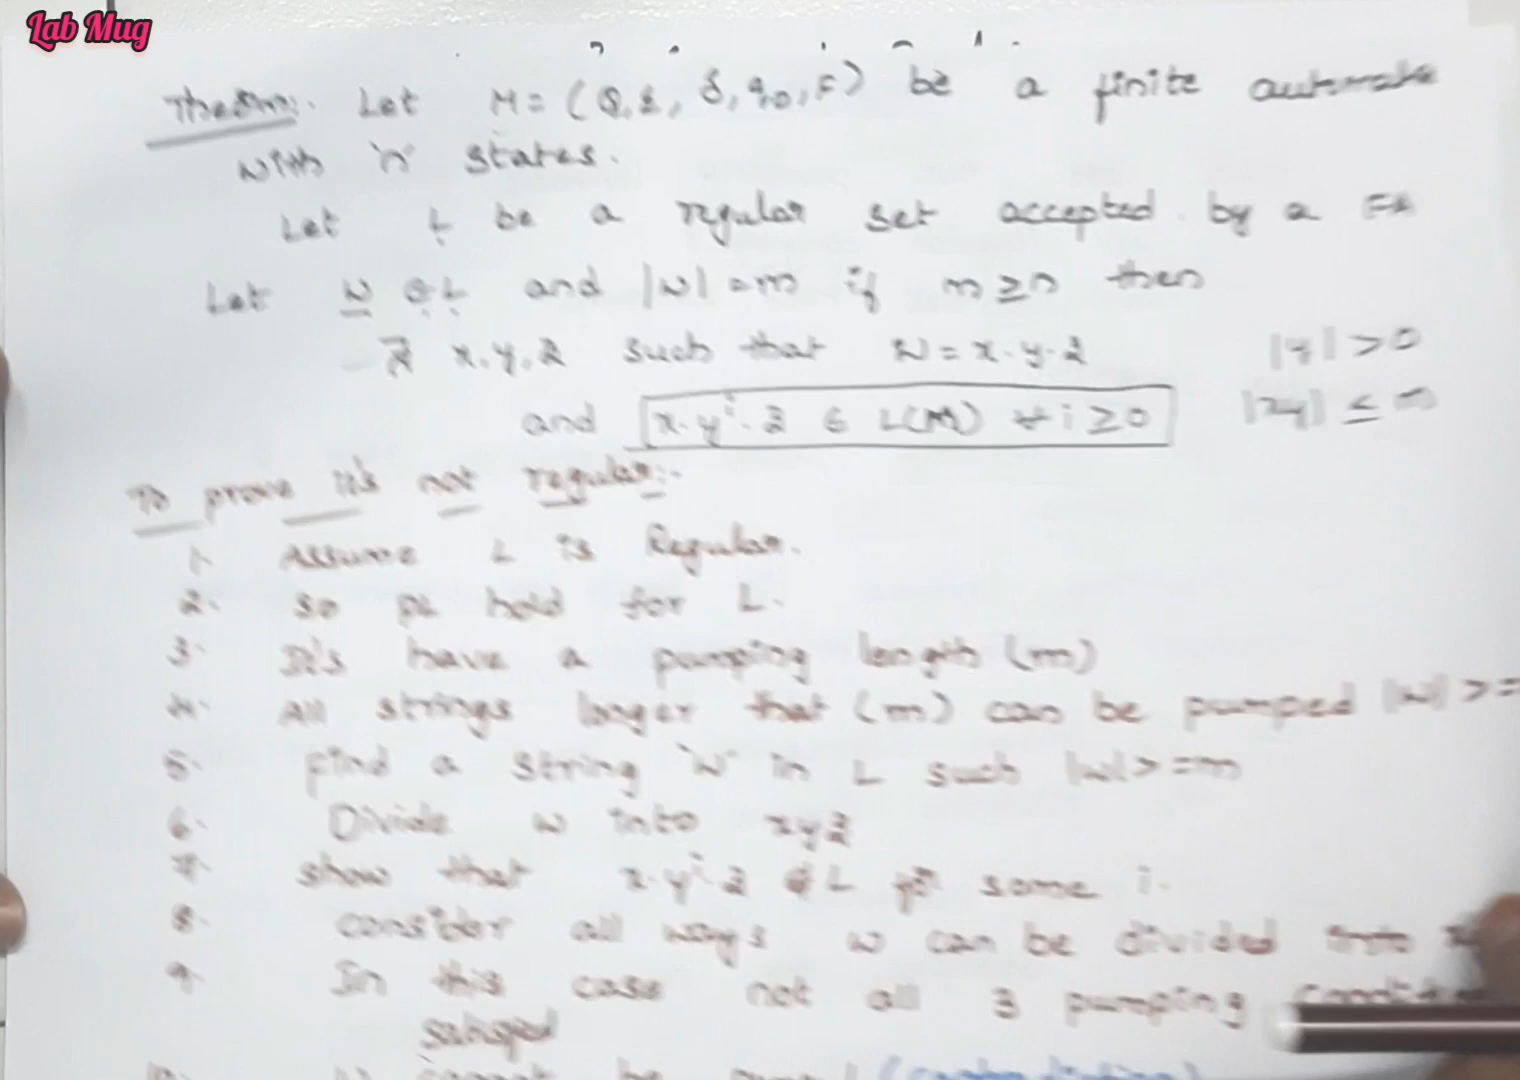 Lab Mug
Theorem:- Let M = (Q, Σ, δ, q0, F) be a finite automata
with 'n' states.
Let L be a regular set accepted by a FA
Let w ∈ L and |w| = m if m ≥ n then
∃ x, y, z such that w = x.y.z |y| > 0
and x.y^i.z ∈ L(M) ∀ i ≥ 0 |xy| ≤ n
To prove it's not regular:-
1. Assume L is Regular.
2. So PL hold for L.
3. It's have a pumping length (m)
4. All strings longer that (m) can be pumped |w| >=
5. Find a string 'w' in L such |w| >= m
6. Divide w into xyz
7. show that x.y^i.z ∉ L for some i.
8. consider all ways w can be divided into
9. In this case not all 3 pumping
satisfied
cannot be (contradiction)